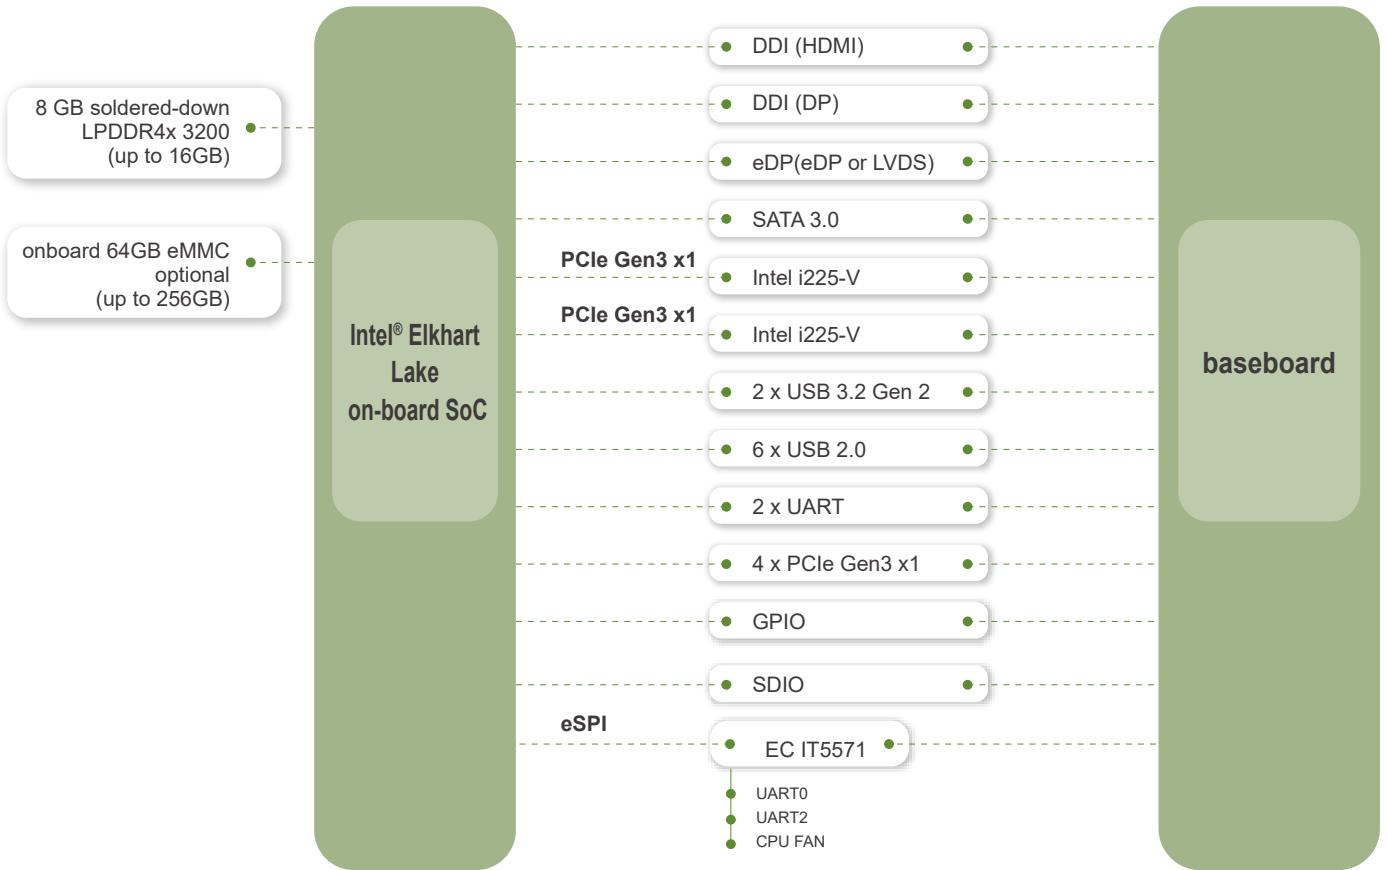 8 GB soldered-down
LPDDR4x 3200
(up to 16GB)
onboard 64GB eMMC
optional
(up to 256GB)
Intel® Elkhart
Lake
on-board SoC
DDI (HDMI)
DDI (DP)
eDP(eDP or LVDS)
SATA 3.0
PCIe Gen3 x1
Intel i225-V
PCIe Gen3 x1
Intel i225-V
2 x USB 3.2 Gen 2
6 x USB 2.0
2 x UART
4 x PCIe Gen3 x1
GPIO
SDIO
eSPI
EC IT5571
UART0
UART2
CPU FAN
baseboard